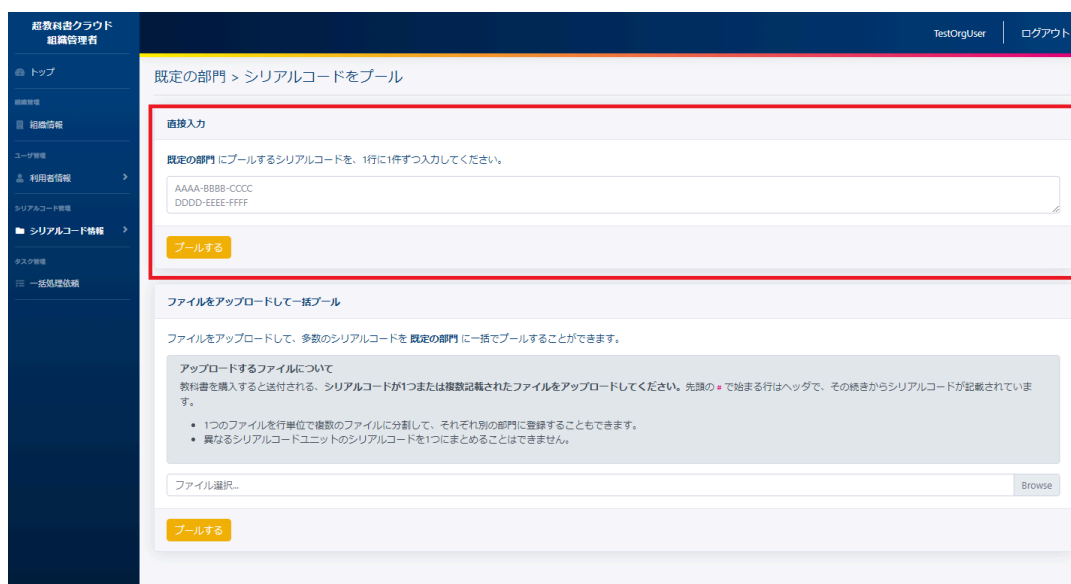 超教科書クラウド
組織管理者
TestOrgUser
ログアウト
トップ
組織管理
組織情報
ユーザ管理
利用者情報
シリアルコード管理
シリアルコード情報
タスク管理
一括処理依頼
既定の部門 > シリアルコードをプール
直接入力
既定の部門 にプールするシリアルコードを、1行に1件ずつ入力してください。
AAAA-BBBB-CCCC
DDDD-EEEE-FFFF
プールする
ファイルをアップロードして一括プール
ファイルをアップロードして、多数のシリアルコードを 既定の部門 に一括でプールすることができます。
アップロードするファイルについて
教科書を購入すると送付される、シリアルコードが1つまたは複数記載されたファイルをアップロードしてください。先頭の # で始まる行はヘッダで、その続きからシリアルコードが記載されていま
す。
1つのファイルを行単位で複数のファイルに分割して、それぞれ別の部門に登録することもできます。
異なるシリアルコードユニットのシリアルコードを1つにまとめることはできません。
ファイル選択...
Browse
プールする